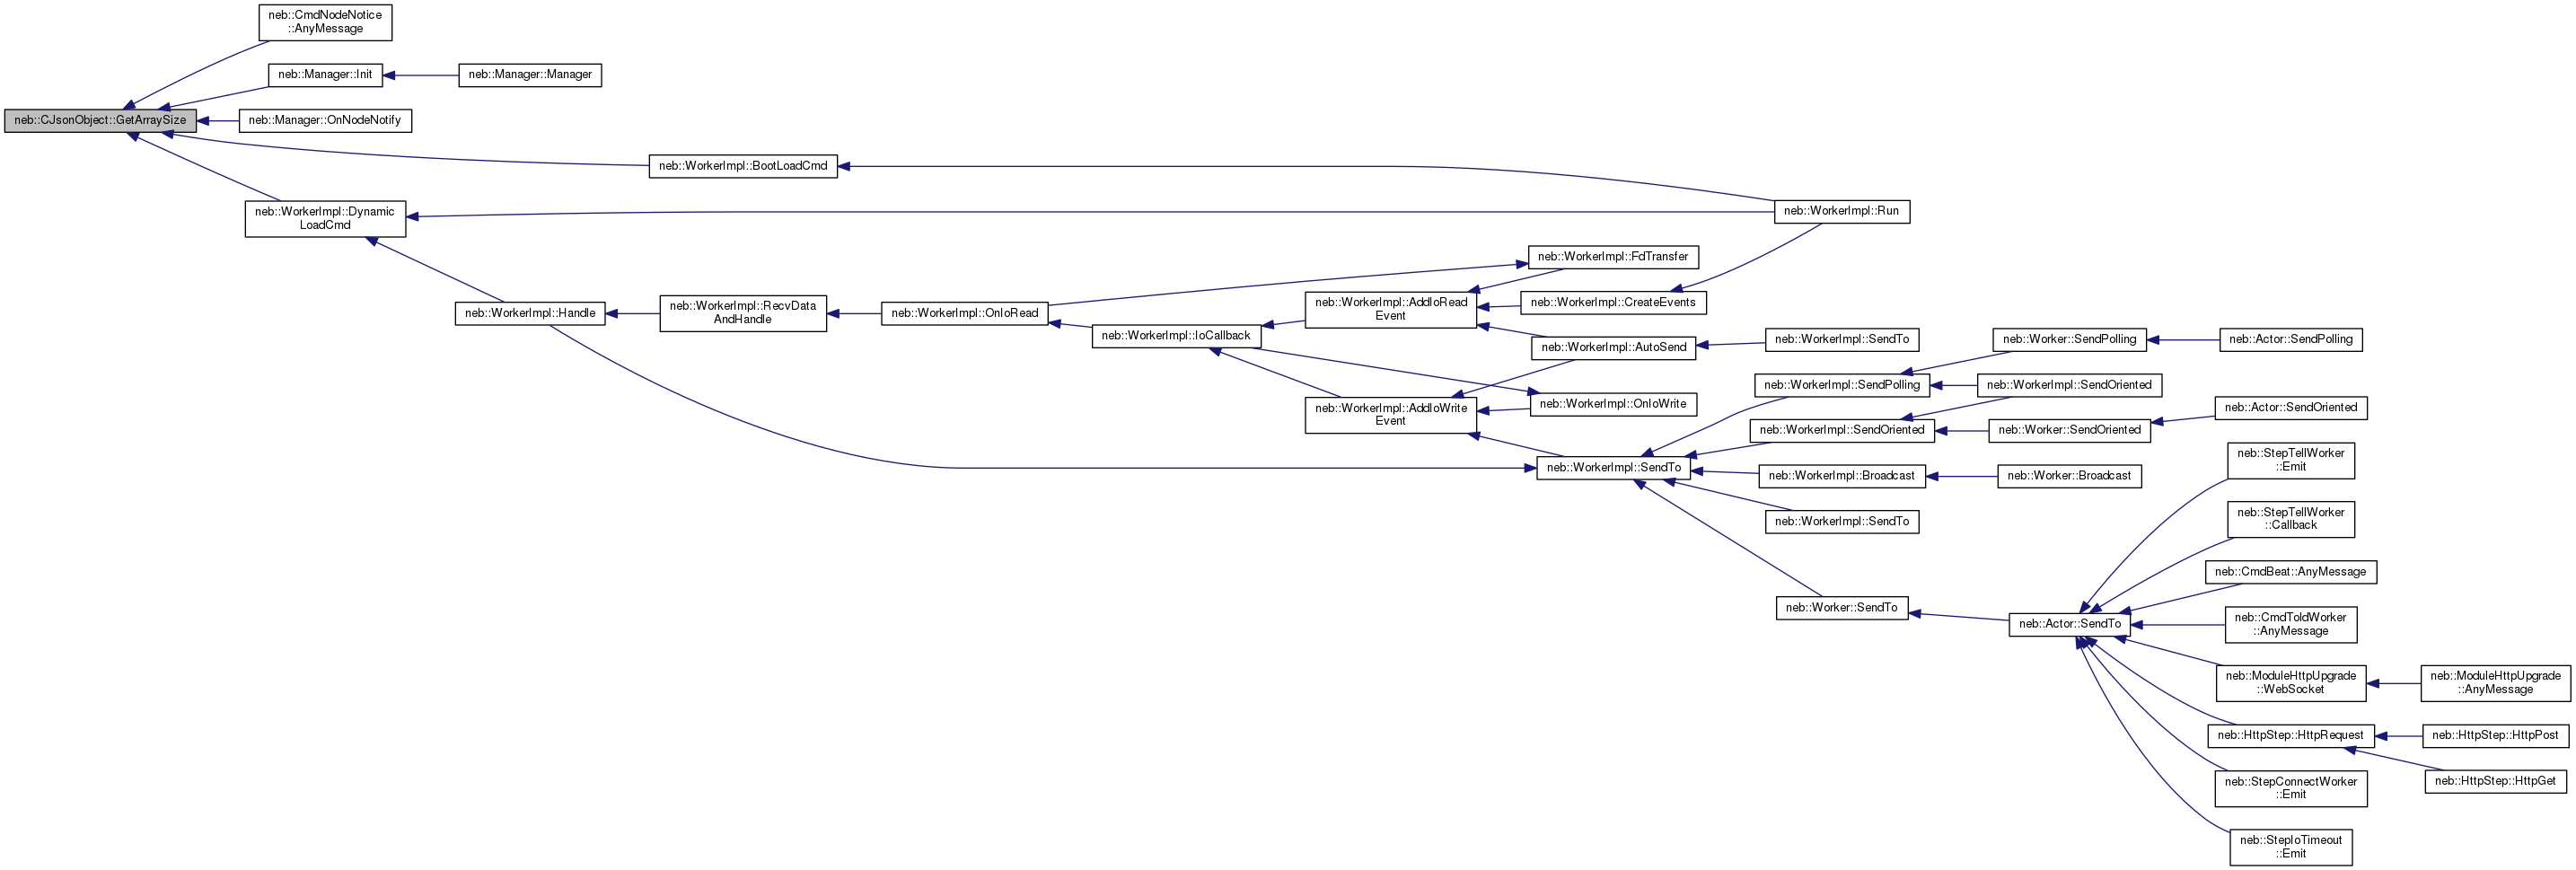 neb::CmdNodeNotice
::AnyMessage
neb::Manager::Init
neb::Manager::Manager
neb::CJsonObject::GetArraySize
neb::Manager::OnNodeNotify
neb::WorkerImpl::BootLoadCmd
neb::WorkerImpl::Dynamic
LoadCmd
neb::WorkerImpl::Run
neb::WorkerImpl::FdTransfer
neb::WorkerImpl::Handle
neb::WorkerImpl::RecvData
AndHandle
neb::WorkerImpl::OnIoRead
neb::WorkerImpl::IoCallback
neb::WorkerImpl::AddIoRead
Event
neb::WorkerImpl::CreateEvents
neb::WorkerImpl::AutoSend
neb::WorkerImpl::SendTo
neb::WorkerImpl::AddIoWrite
Event
neb::WorkerImpl::OnIoWrite
neb::WorkerImpl::SendTo
neb::WorkerImpl::SendPolling
neb::Worker::SendPolling
neb::Actor::SendPolling
neb::WorkerImpl::SendOriented
neb::WorkerImpl::SendOriented
neb::Worker::SendOriented
neb::Actor::SendOriented
neb::WorkerImpl::Broadcast
neb::Worker::Broadcast
neb::WorkerImpl::SendTo
neb::Worker::SendTo
neb::Actor::SendTo
neb::StepTellWorker
::Emit
neb::StepTellWorker
::Callback
neb::CmdBeat::AnyMessage
neb::CmdToldWorker
::AnyMessage
neb::ModuleHttpUpgrade
::WebSocket
neb::ModuleHttpUpgrade
::AnyMessage
neb::HttpStep::HttpRequest
neb::HttpStep::HttpPost
neb::HttpStep::HttpGet
neb::StepConnectWorker
::Emit
neb::StepIoTimeout
::Emit